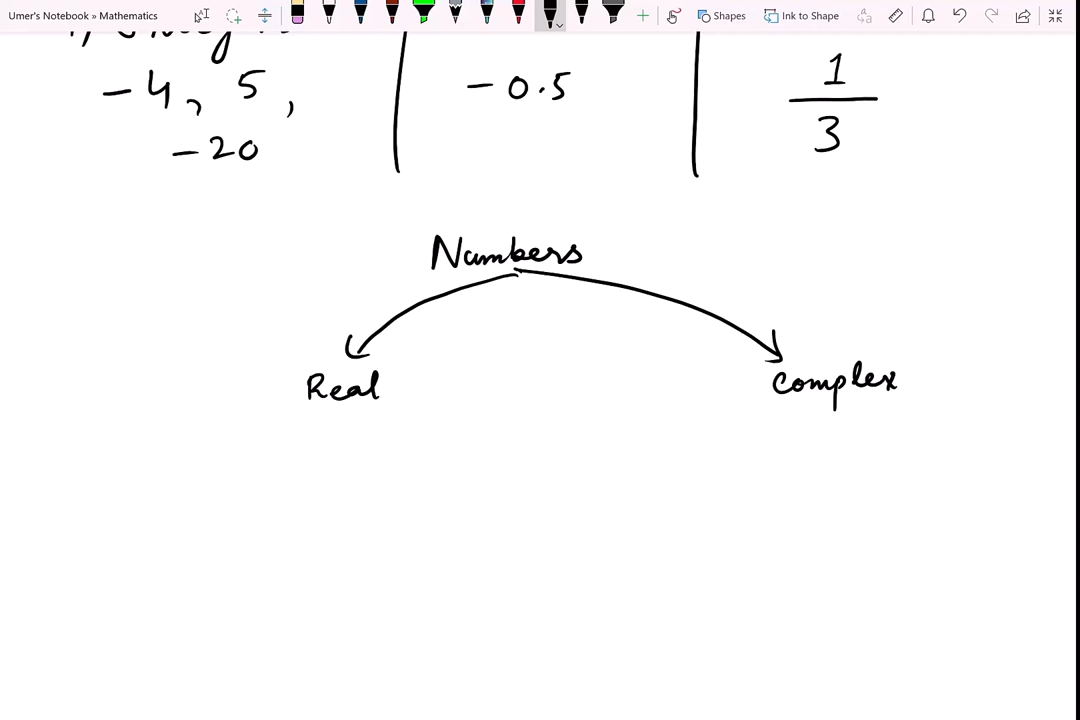 Umer's Notebook » Mathematics
Shapes
Ink to Shape
-4, 5,
-20
-0.5
1
3
Numbers
Real
Complex